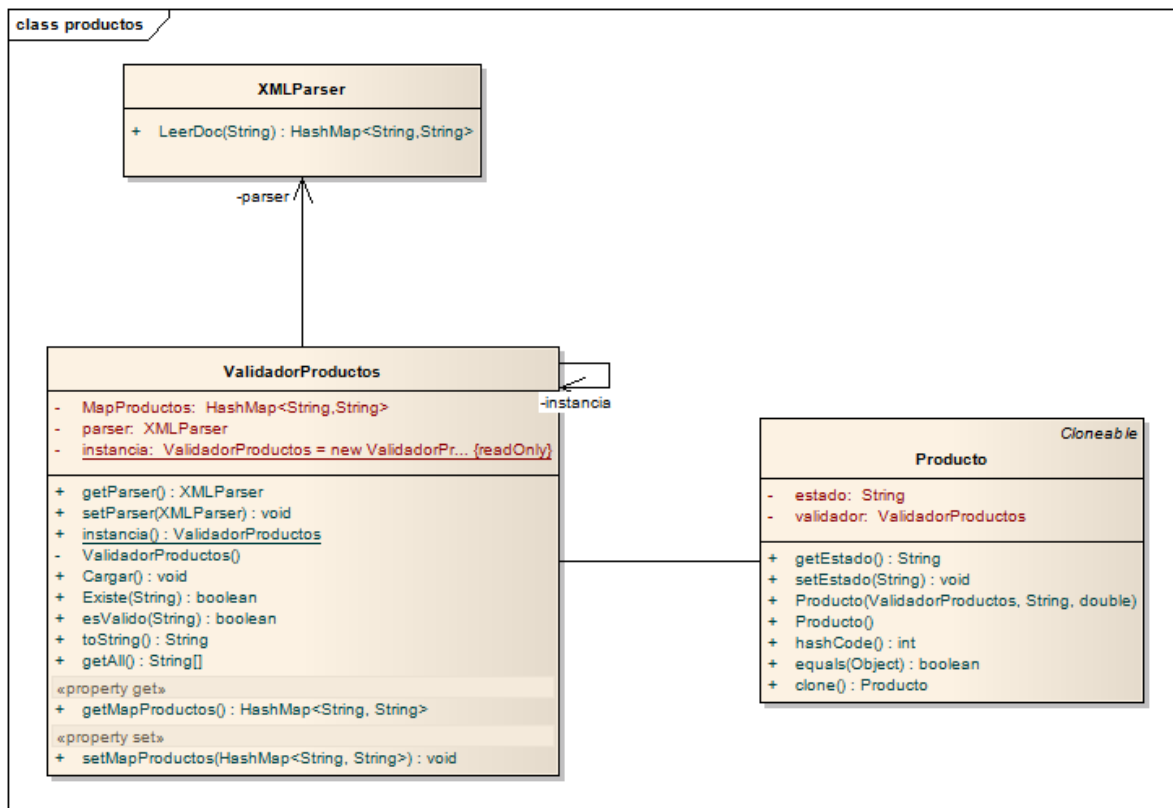 class productos
XMLParser
+ LeerDoc(String) : HashMap<String,String>
-parser
ValidadorProductos
- MapProductos: HashMap<String,String>
- parser: XMLParser
- instancia: ValidadorProductos = new ValidadorPr... {readOnly}
+ getParser() : XMLParser
+ setParser(XMLParser) : void
+ instancia() : ValidadorProductos
- ValidadorProductos()
+ Cargar() : void
+ Existe(String) : boolean
+ esValido(String) : boolean
+ toString() : String
+ getAll() : String[]
«property get»
+ getMapProductos() : HashMap<String, String>
«property set»
+ setMapProductos(HashMap<String, String>) : void
-instancia
Cloneable
Producto
- estado: String
- validador: ValidadorProductos
+ getEstado() : String
+ setEstado(String) : void
+ Producto(ValidadorProductos, String, double)
+ Producto()
+ hashCode() : int
+ equals(Object) : boolean
+ clone() : Producto